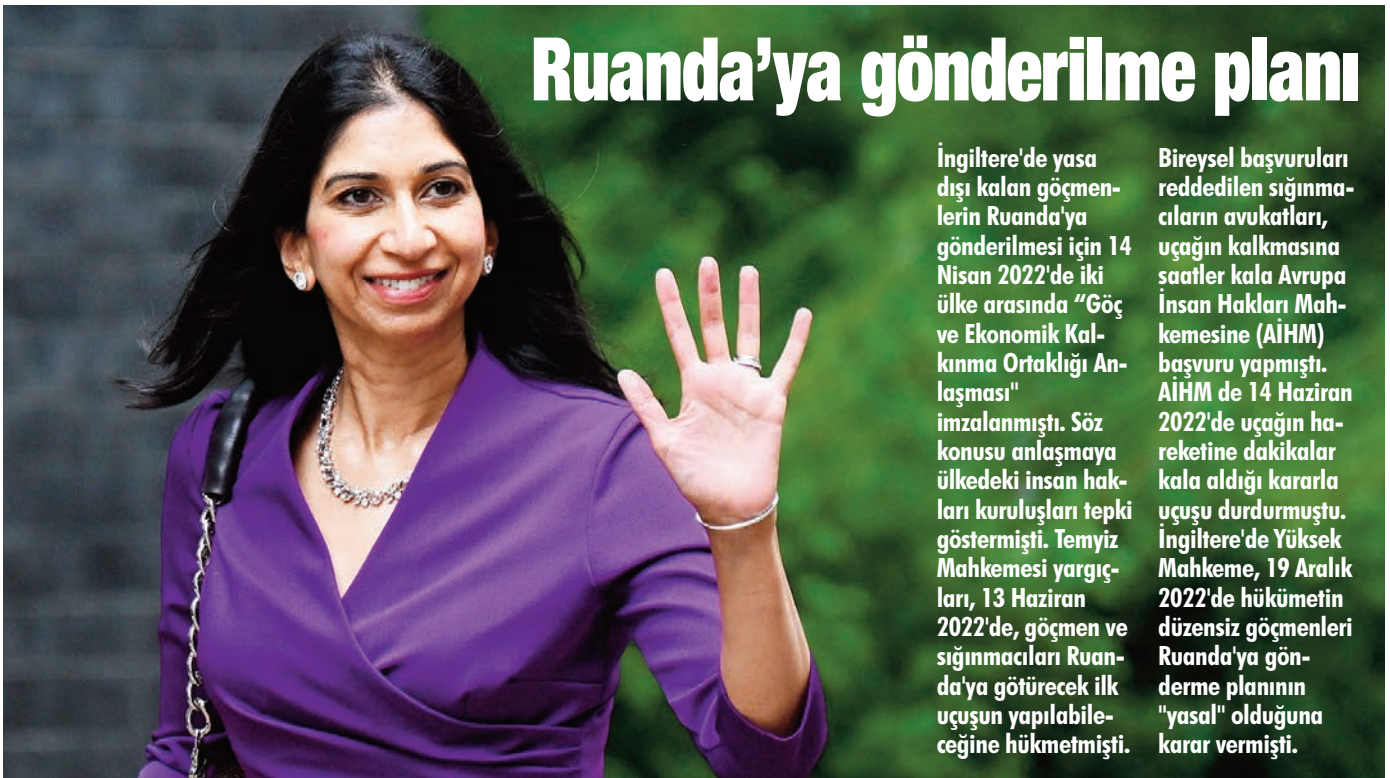 Ruanda’ya gönderilme planı
İngiltere'de yasa
dışı kalan göçmen-
lerin Ruanda'ya
gönderilmesi için 14
Nisan 2022'de iki
ülke arasında “Göç
ve Ekonomik Kal-
kınma Ortaklığı An-
laşması"
imzalanmıştı. Söz
konusu anlaşmaya
ülkedeki insan hak-
ları kuruluşları tepki
göstermişti. Temyiz
Mahkemesi yargıç-
ları, 13 Haziran
2022'de, göçmen ve
sığınmacıları Ruan-
da'ya götürecek ilk
uçuşun yapılabile-
ceğine hükmetmişti.
Bireysel başvuruları
reddedilen sığınma-
cıların avukatları,
uçağın kalkmasına
saatler kala Avrupa
İnsan Hakları Mah-
kemesine (AİHM)
başvuru yapmıştı.
AİHM de 14 Haziran
2022'de uçağın ha-
reketine dakikalar
kala aldığı kararla
uçuşu durdurmuştu.
İngiltere'de Yüksek
Mahkeme, 19 Aralık
2022'de hükümetin
düzensiz göçmenleri
Ruanda'ya gön-
derme planının
"yasal" olduğuna
karar vermişti.